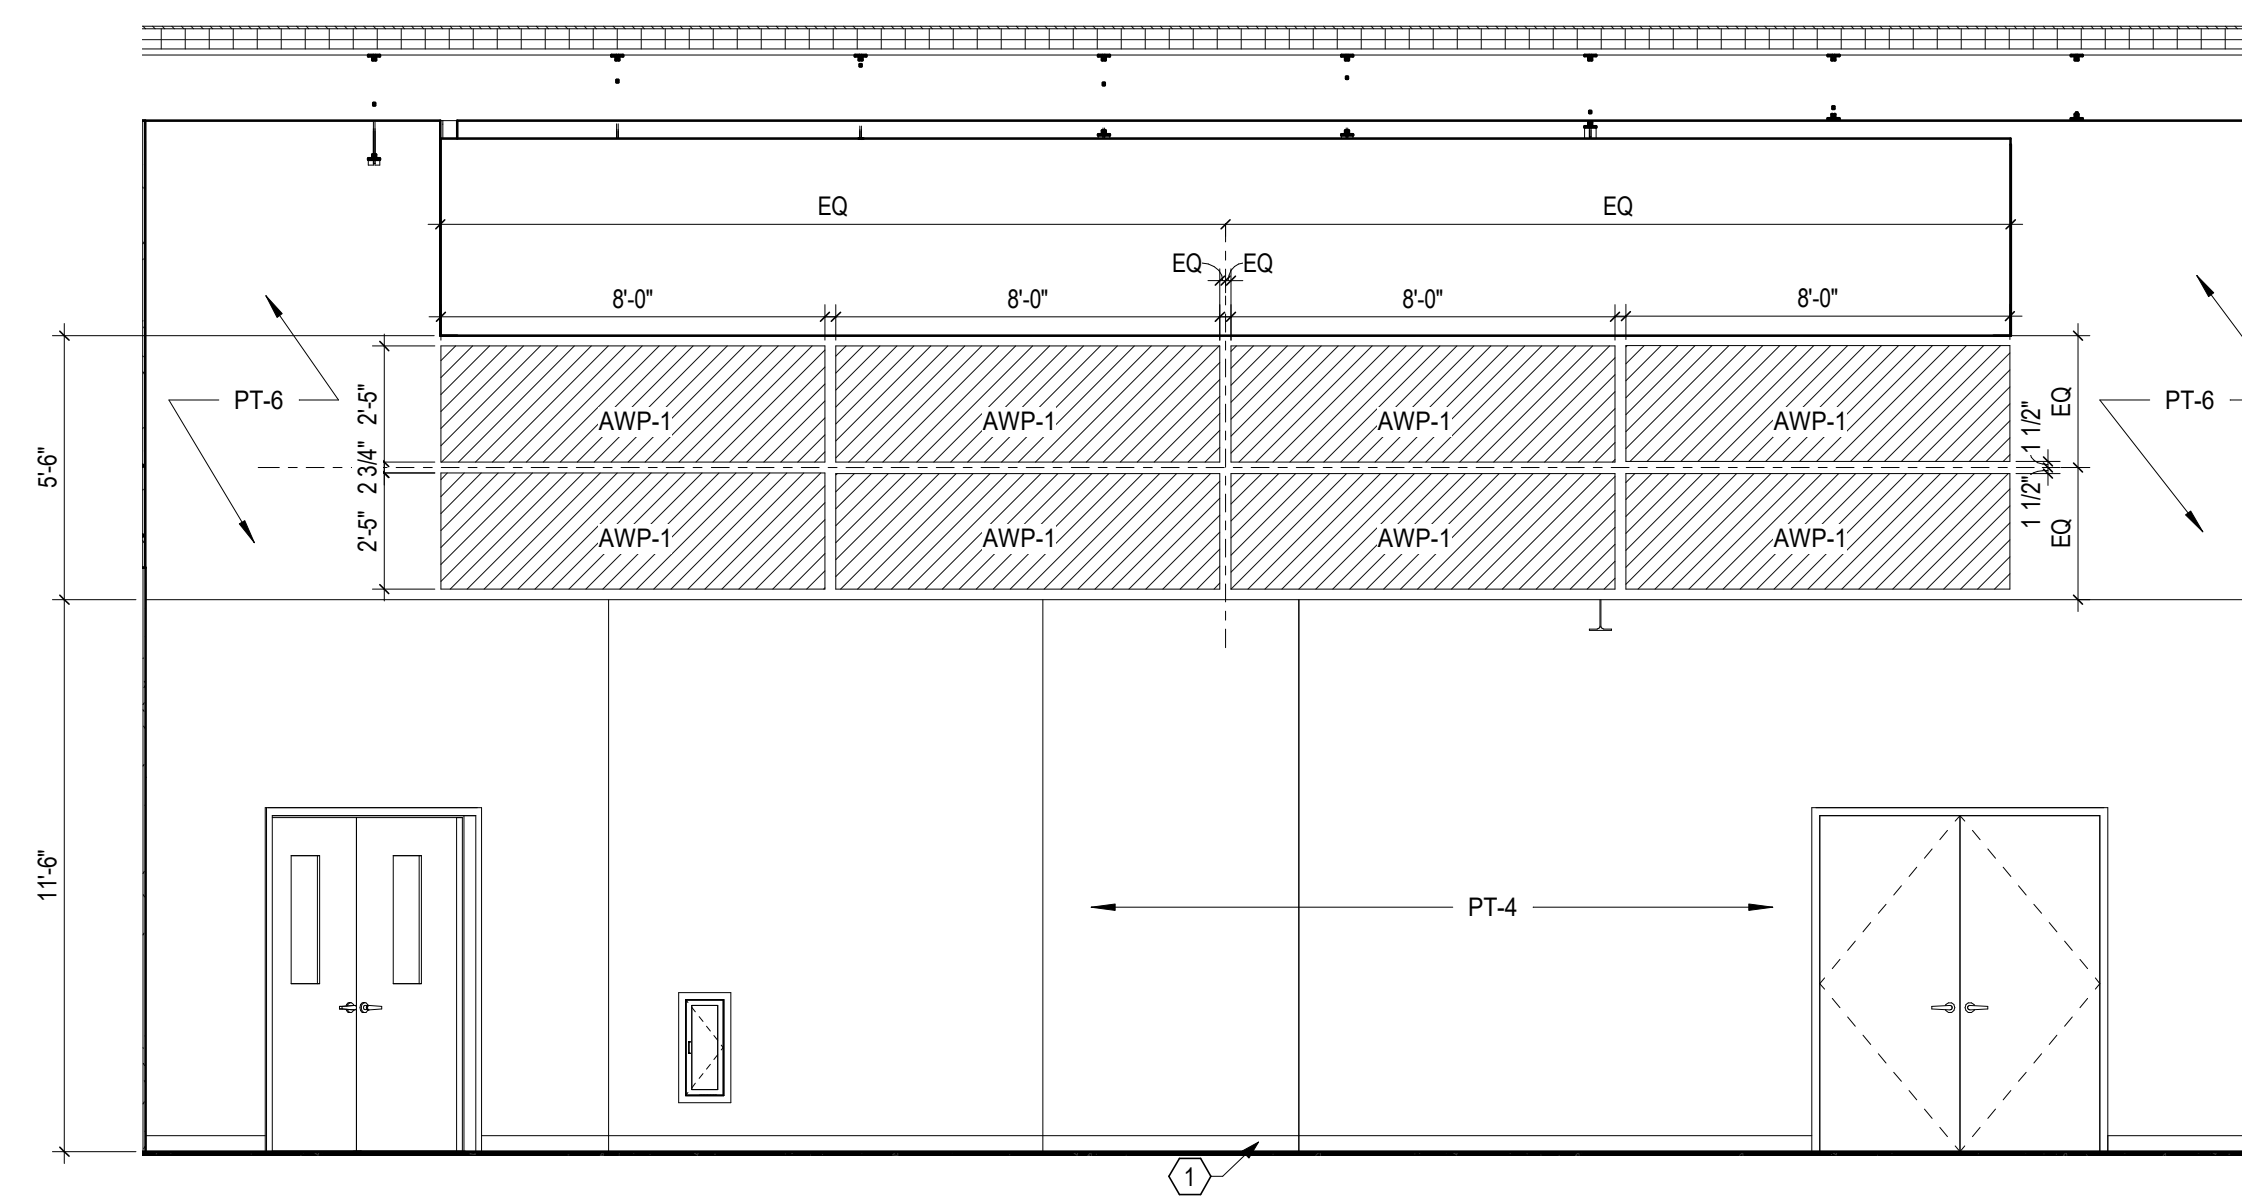 EQ EQ
EQ EQ
8'-0" 8'-0" 8'-0" 8'-0"
PT-6 2'-5" AWP-1 AWP-1 AWP-1 AWP-1 1 1/2" EQ PT-6
5'-6" 2 3/4"
2'-5" AWP-1 AWP-1 AWP-1 AWP-1 1 1/2" EQ
11'-6" PT-4
1